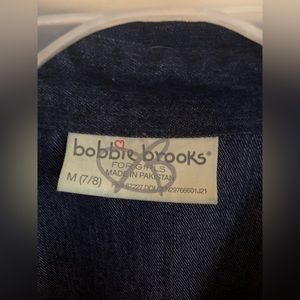 bobbie brooks®
FOR GIRLS
MADE IN PAKISTAN
M (7/8)